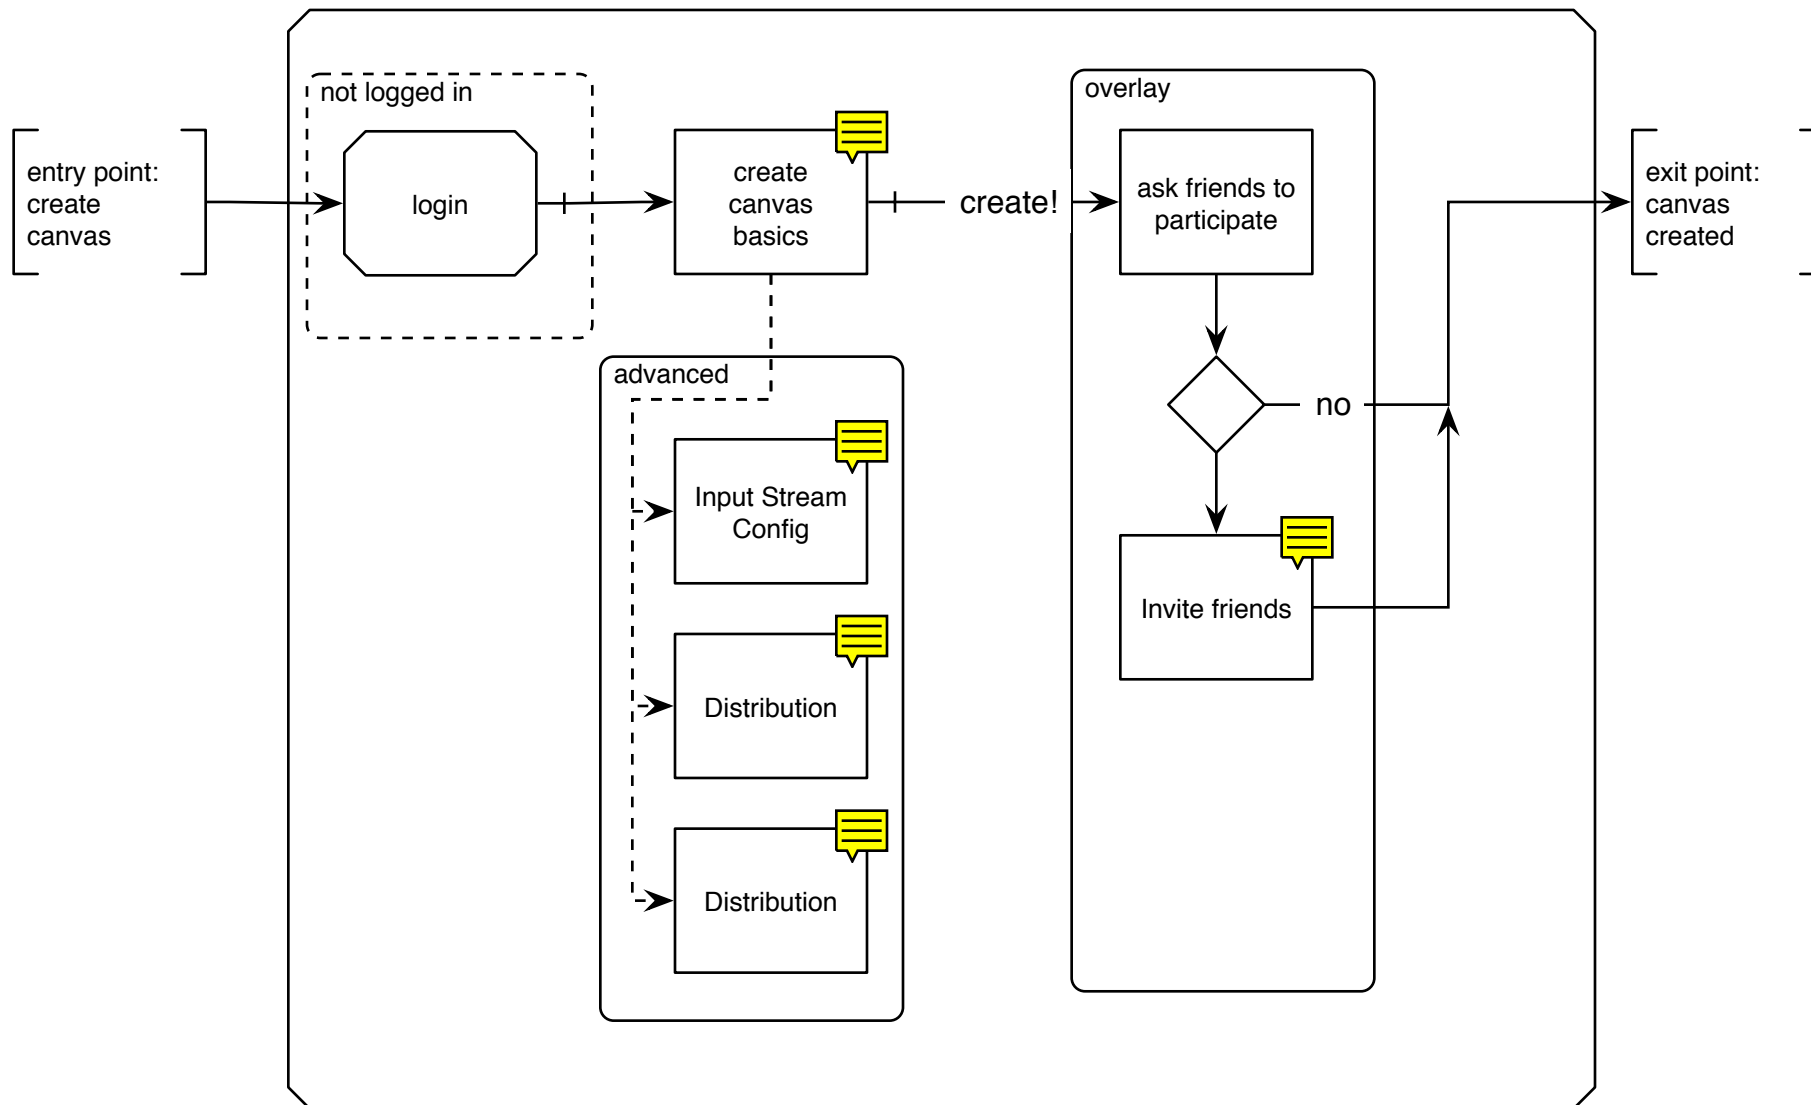 not logged in
overlay
entry point:
create
canvas
login
create
canvas
basics
create!
ask friends to
participate
exit point:
canvas
created
advanced
no
Input Stream
Config
Invite friends
Distribution
Distribution